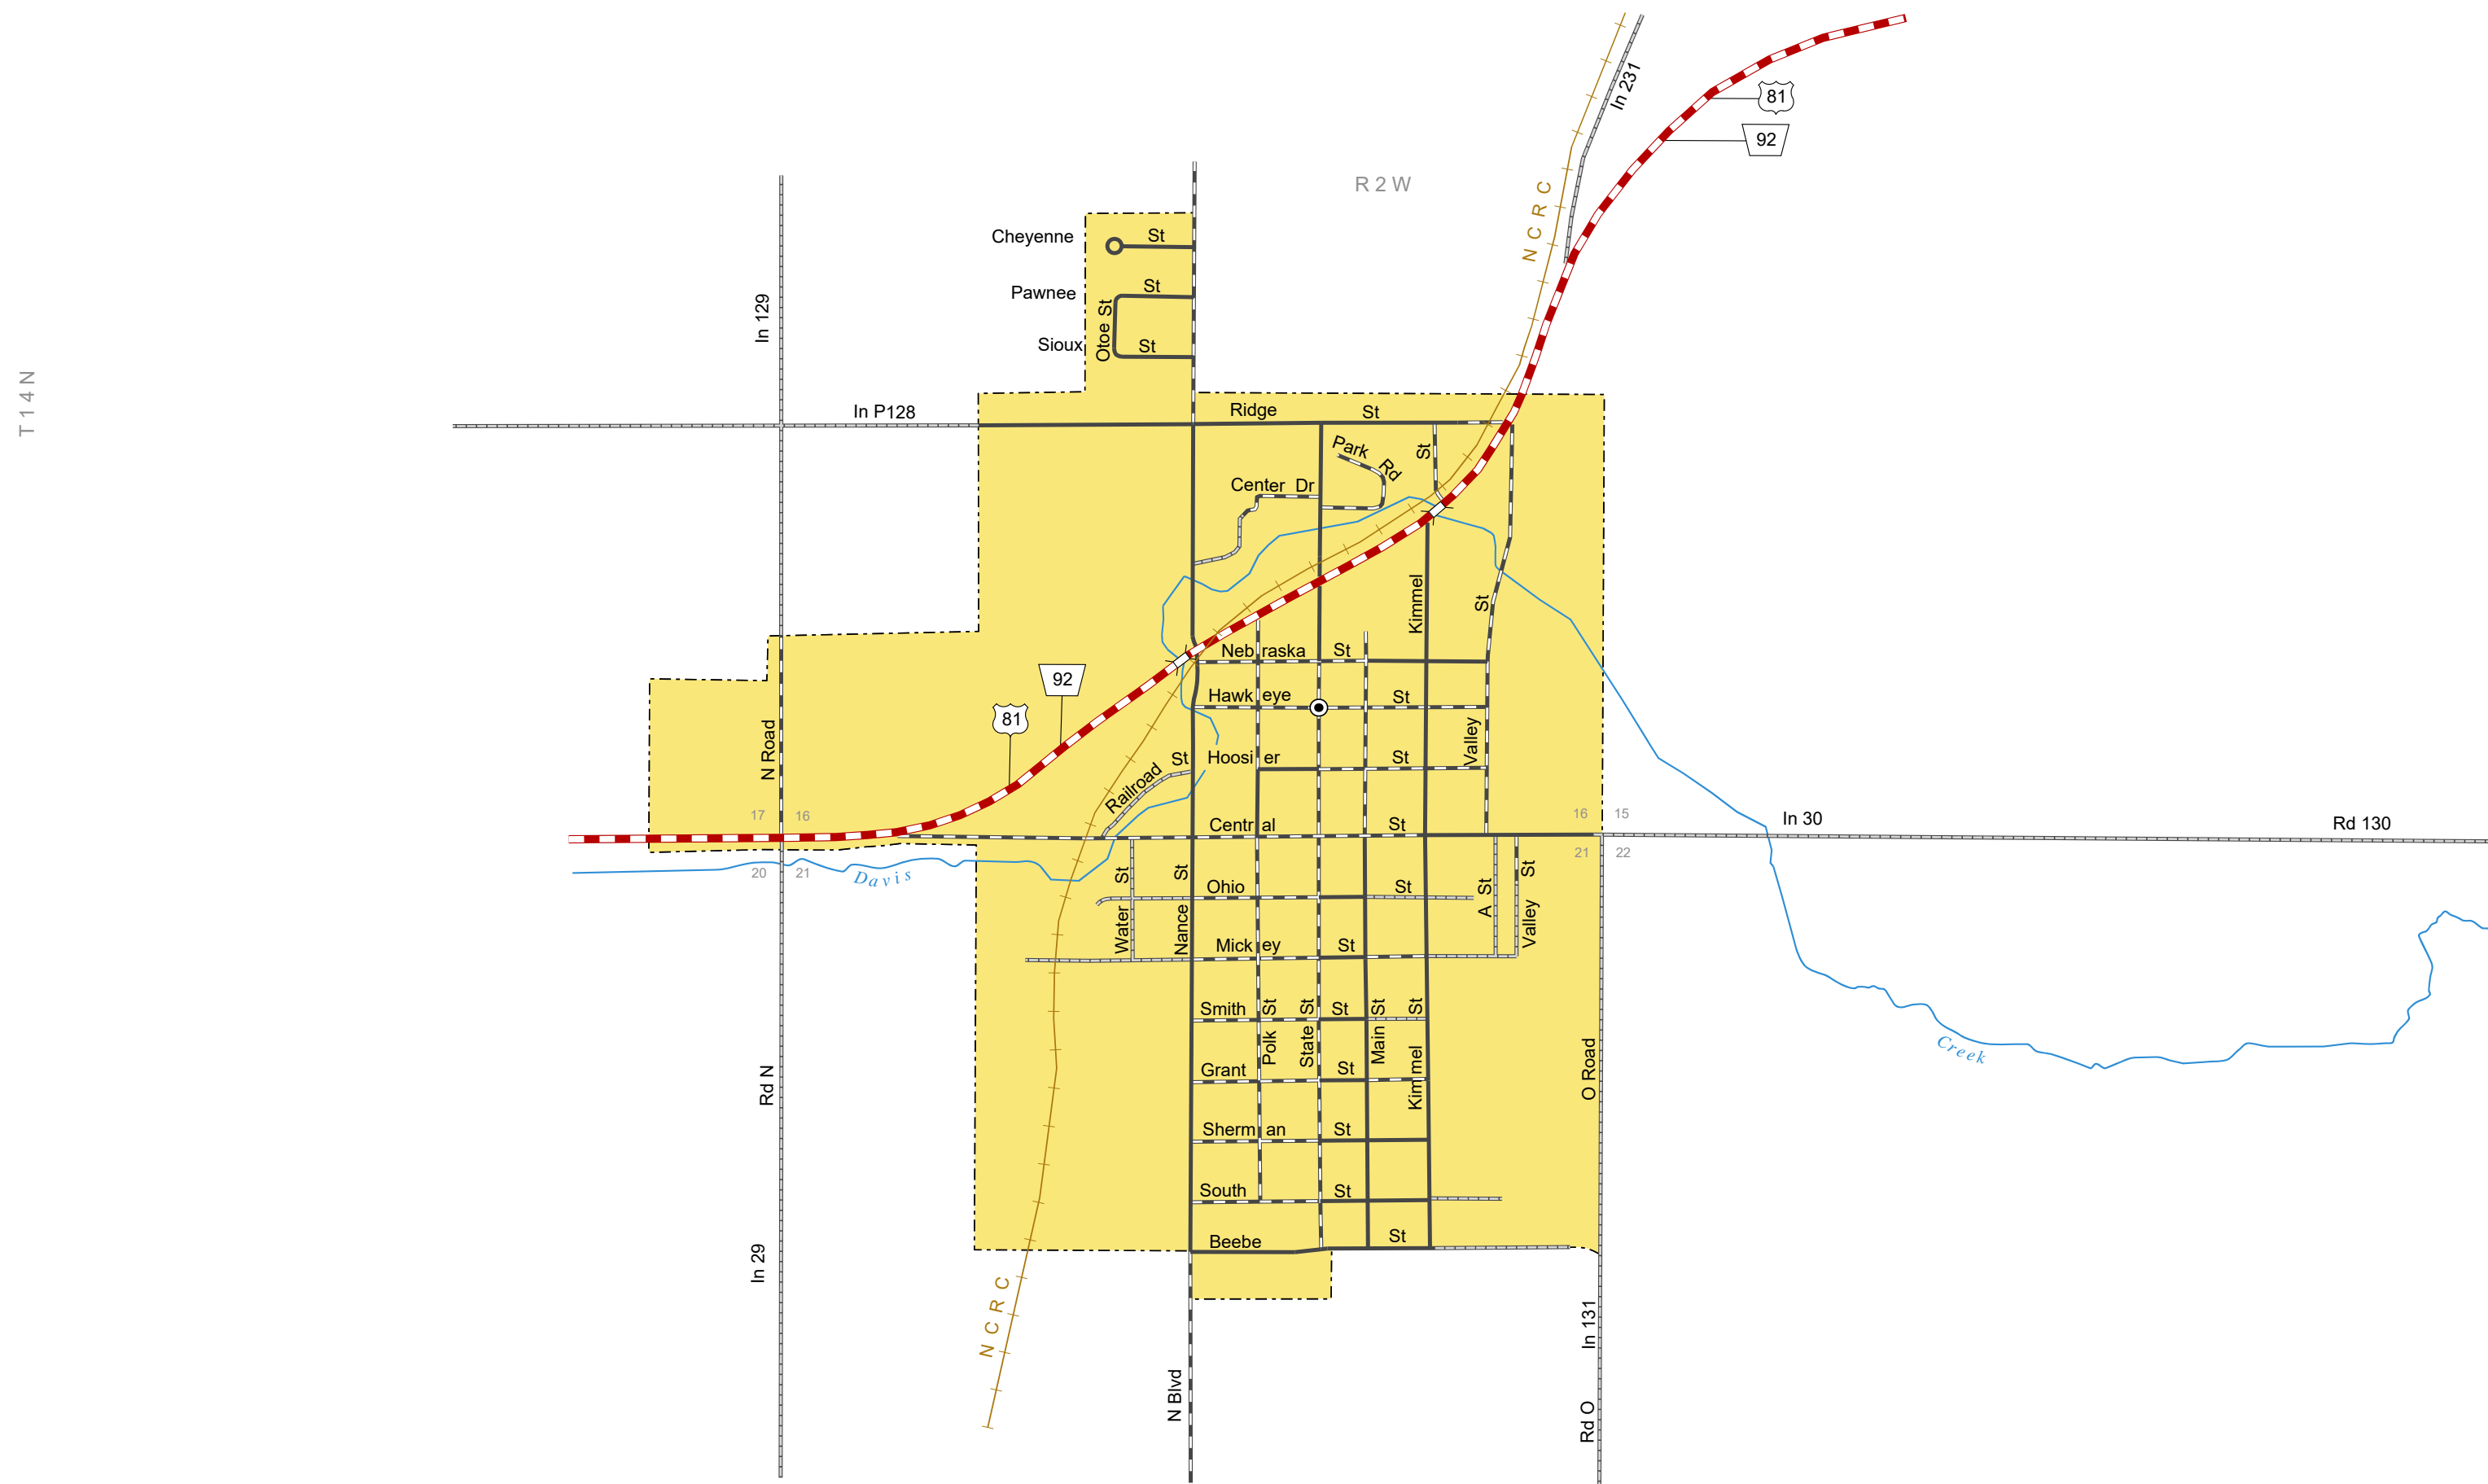 In 231
81
92
R 2 W
N C R C
Cheyenne St
Pawnee St
Otoe St
Sioux St
In 129
T 1 4 N
In P128
Ridge St
Park Rd
St
Center Dr
Kimmel
St
Nebraska St
92
Hawkeye St
81
N Road
Valley
Hoosier St
Railroad St
17 16
16 15
In 30
Rd 130
Central St
20 21
21 22
Davis
St
St
Ohio St
St
St
Water
Nance
A
Valley
Mickey St
Smith St
St
St
St
St
Polk
State
Main
Kimmel
Creek
Grant St
Rd N
O Road
Sherman St
South St
Beebe St
In 29
N C R C
In 131
N Blvd
Rd O